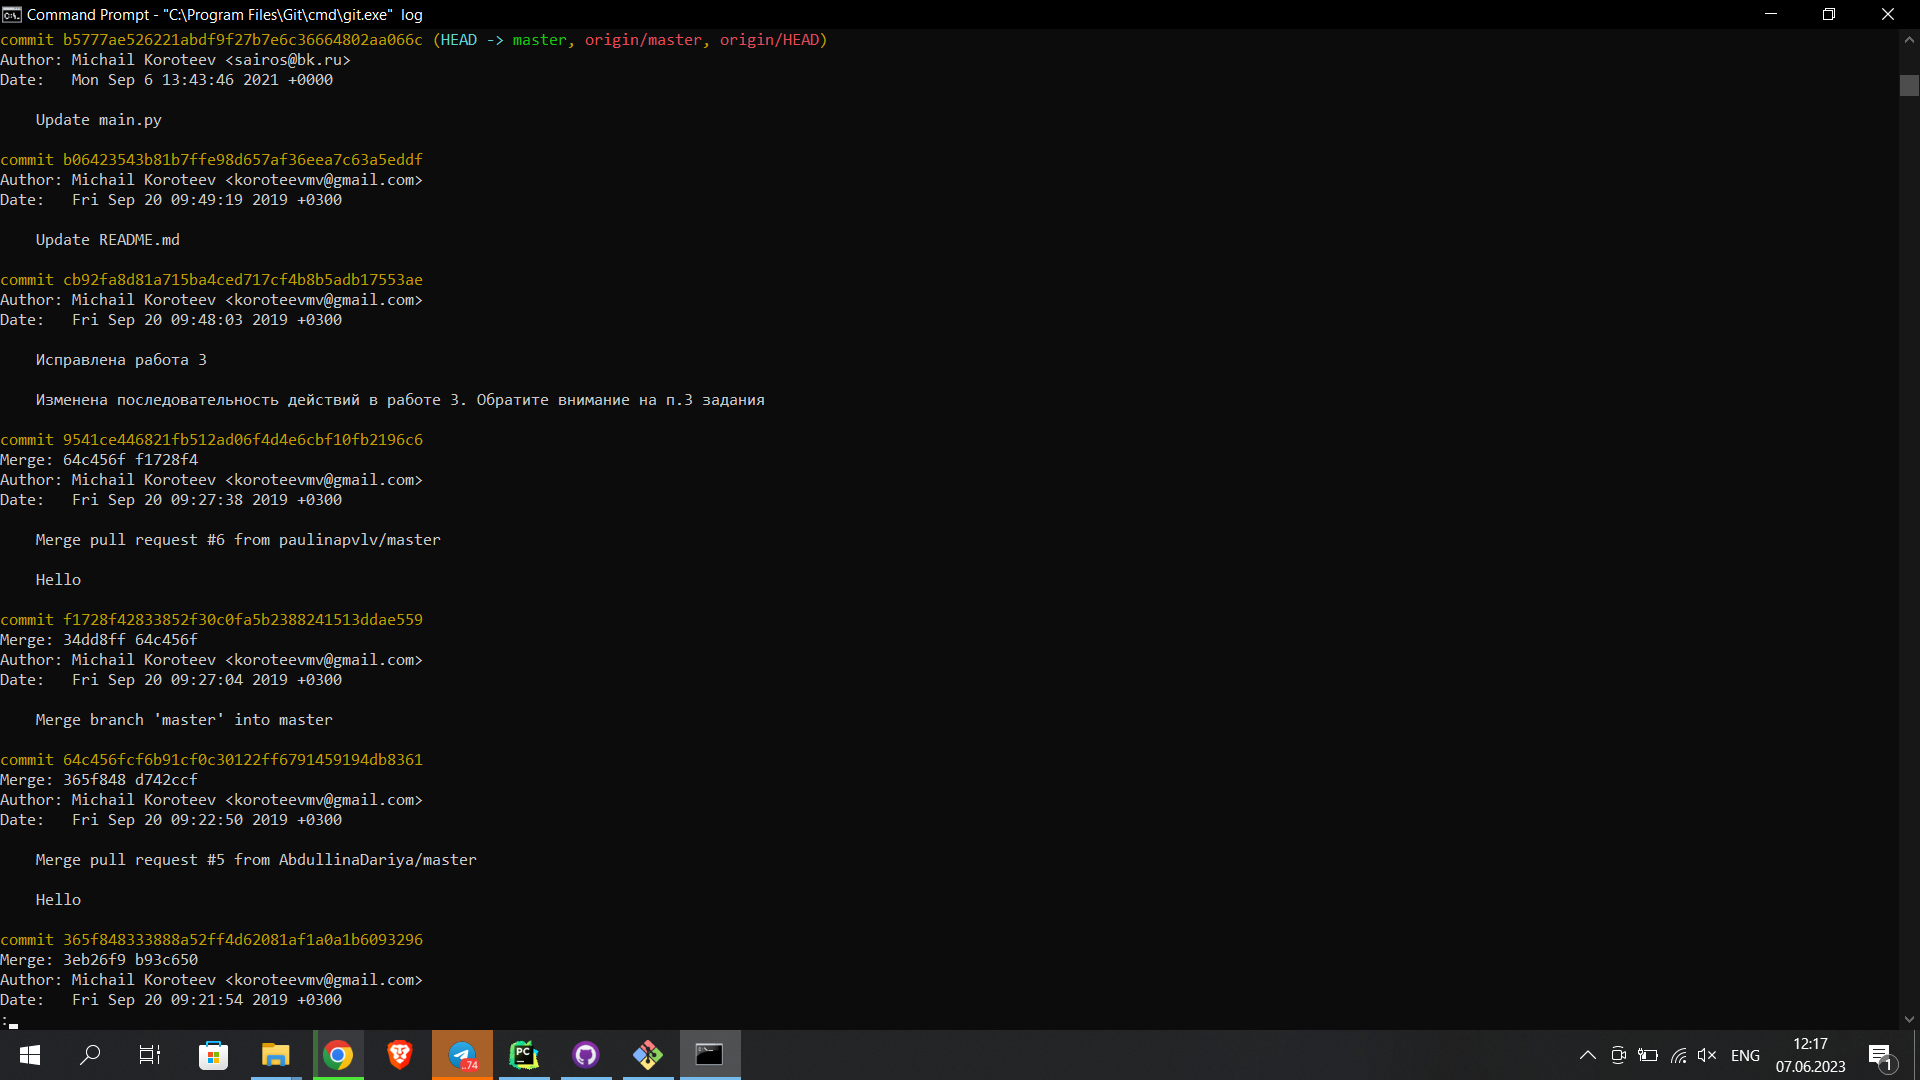 Command Prompt - "C:\Program Files\Git\cmd\git.exe" log
commit b5777ae526221abdf9f27b7e6c36664802aa066c (HEAD -> master, origin/master, origin/HEAD)
Author: Michail Koroteev <sairos@bk.ru>
Date:   Mon Sep 6 13:43:46 2021 +0000
Update main.py
commit b06423543b81b7ffe98d657af36eea7c63a5eddf
Author: Michail Koroteev <koroteevmv@gmail.com>
Date:   Fri Sep 20 09:49:19 2019 +0300
Update README.md
commit cb92fa8d81a715ba4ced717cf4b8b5adb17553ae
Author: Michail Koroteev <koroteevmv@gmail.com>
Date:   Fri Sep 20 09:48:03 2019 +0300
Исправлена работа 3
Изменена последовательность действий в работе 3. Обратите внимание на п.3 задания
commit 9541ce446821fb512ad06f4d4e6cbf10fb2196c6
Merge: 64c456f f1728f4
Author: Michail Koroteev <koroteevmv@gmail.com>
Date:   Fri Sep 20 09:27:38 2019 +0300
Merge pull request #6 from paulinapvlv/master
Hello
commit f1728f42833852f30c0fa5b2388241513ddae559
Merge: 34dd8ff 64c456f
Author: Michail Koroteev <koroteevmv@gmail.com>
Date:   Fri Sep 20 09:27:04 2019 +0300
Merge branch 'master' into master
commit 64c456fcf6b91cf0c30122ff6791459194db8361
Merge: 365f848 d742ccf
Author: Michail Koroteev <koroteevmv@gmail.com>
Date:   Fri Sep 20 09:22:50 2019 +0300
Merge pull request #5 from AbdullinaDariya/master
Hello
commit 365f848333888a52ff4d62081af1a0a1b6093296
Merge: 3eb26f9 b93c650
Author: Michail Koroteev <koroteevmv@gmail.com>
Date:   Fri Sep 20 09:21:54 2019 +0300
:
PC
..74
ENG
12:17
07.06.2023
1